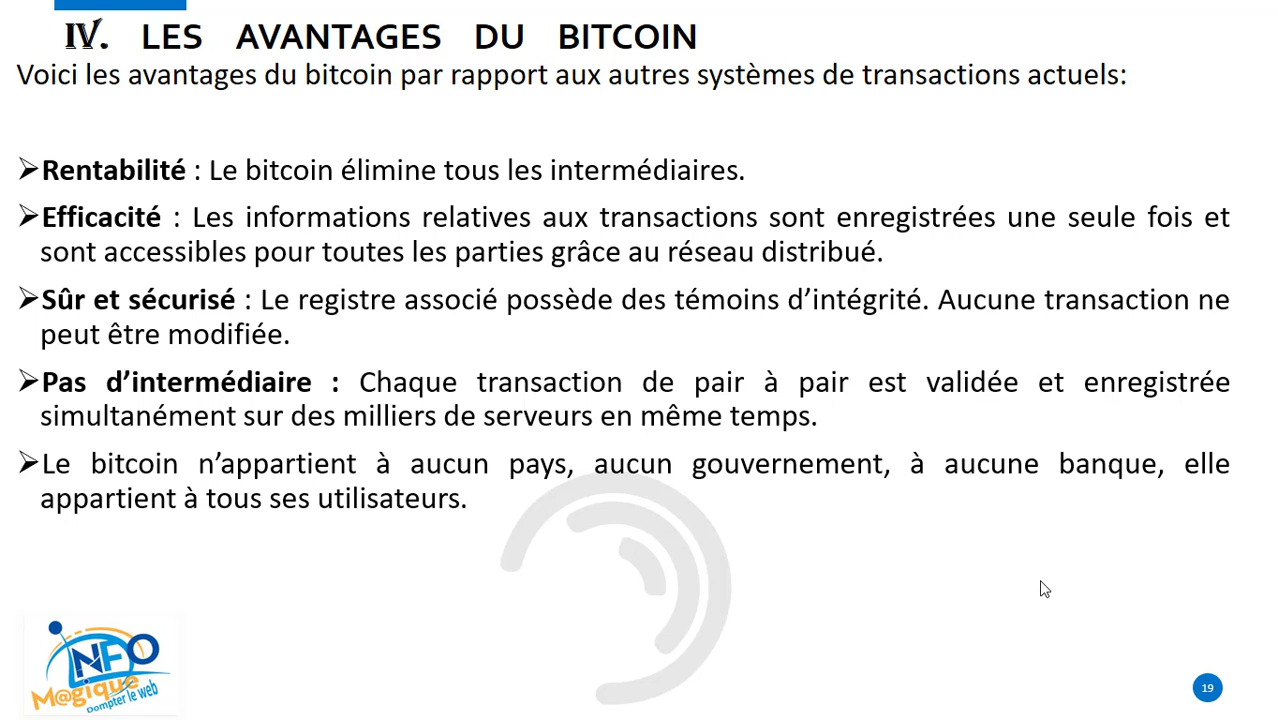 IV. LES AVANTAGES DU BITCOIN
Voici les avantages du bitcoin par rapport aux autres systèmes de transactions actuels:
➢Rentabilité : Le bitcoin élimine tous les intermédiaires.
➢Efficacité : Les informations relatives aux transactions sont enregistrées une seule fois et
sont accessibles pour toutes les parties grâce au réseau distribué.
➢Sûr et sécurisé : Le registre associé possède des témoins d’intégrité. Aucune transaction ne
peut être modifiée.
➢Pas d’intermédiaire : Chaque transaction de pair à pair est validée et enregistrée
simultanément sur des milliers de serveurs en même temps.
➢Le bitcoin n’appartient à aucun pays, aucun gouvernement, à aucune banque, elle
appartient à tous ses utilisateurs.
INFO
M@gique
Dompter le web
19